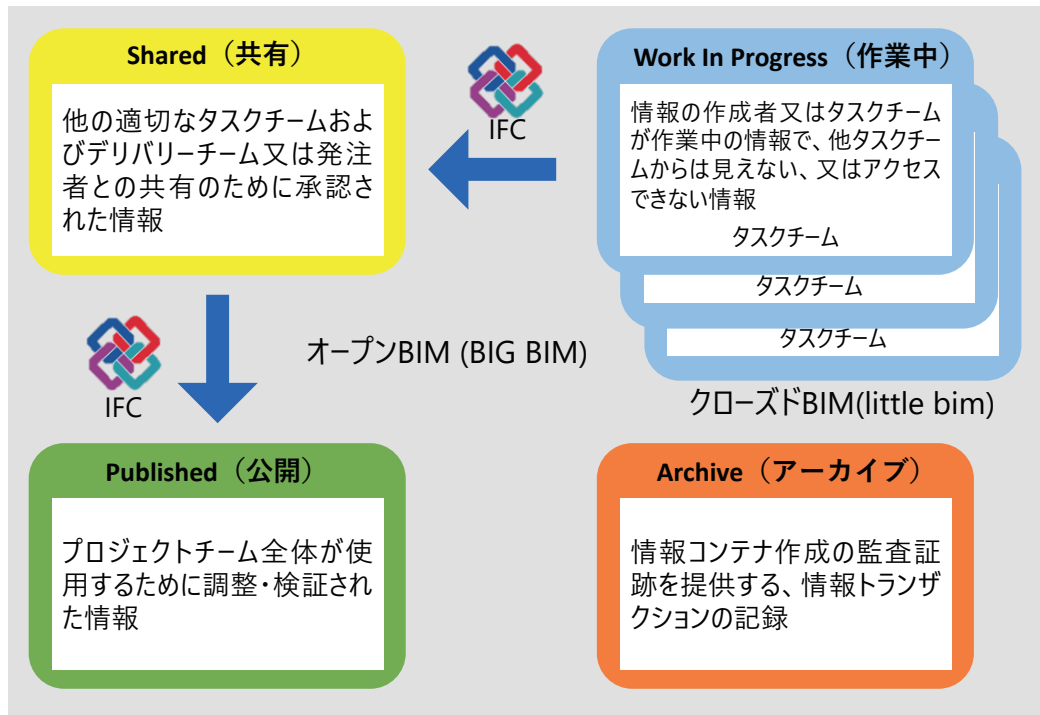 Shared（共有）
他の適切なタスクチームおよ
びデリバリーチーム又は発注
者との共有のために承認さ
れた情報
IFC
Work In Progress（作業中）
情報の作成者又はタスクチーム
が作業中の情報で、他タスクチー
ムからは見えない、又はアクセス
できない情報
タスクチーム
タスクチーム
タスクチーム
IFC
オープンBIM (BIG BIM)
クローズドBIM(little bim)
Published（公開）
プロジェクトチーム全体が使
用するために調整・検証され
た情報
Archive（アーカイブ）
情報コンテナ作成の監査証
跡を提供する、情報トランザ
クションの記録